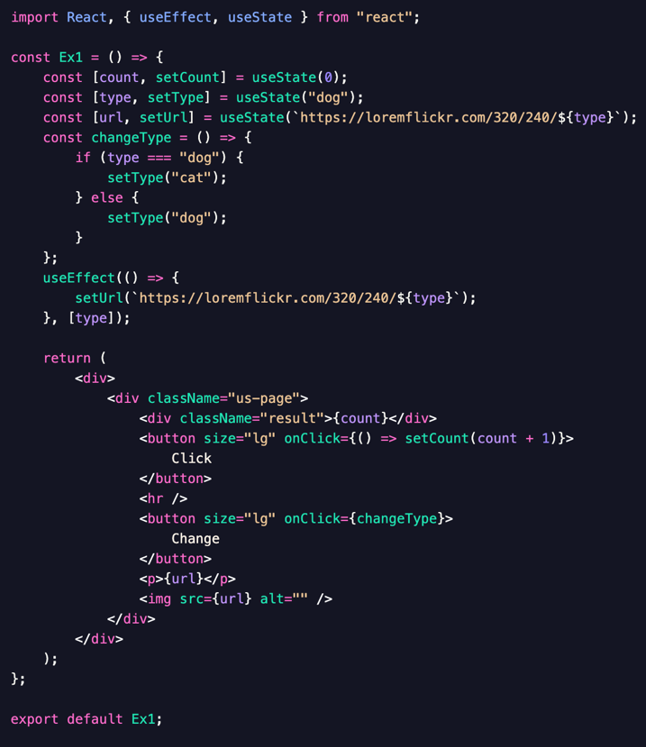 import React, { useEffect, useState } from "react";

const Ex1 = () => {
    const [count, setCount] = useState(0);
    const [type, setType] = useState("dog");
    const [url, setUrl] = useState(`https://loremflickr.com/320/240/${type}`);
    const changeType = () => {
        if (type === "dog") {
            setType("cat");
        } else {
            setType("dog");
        }
    };
    useEffect(() => {
        setUrl(`https://loremflickr.com/320/240/${type}`);
    }, [type]);

    return (
        <div>
            <div className="us-page">
                <div className="result">{count}</div>
                <button size="lg" onClick={() => setCount(count + 1)}>
                    Click
                </button>
                <hr />
                <button size="lg" onClick={changeType}>
                    Change
                </button>
                <p>{url}</p>
                <img src={url} alt="" />
            </div>
        </div>
    );
};

export default Ex1;